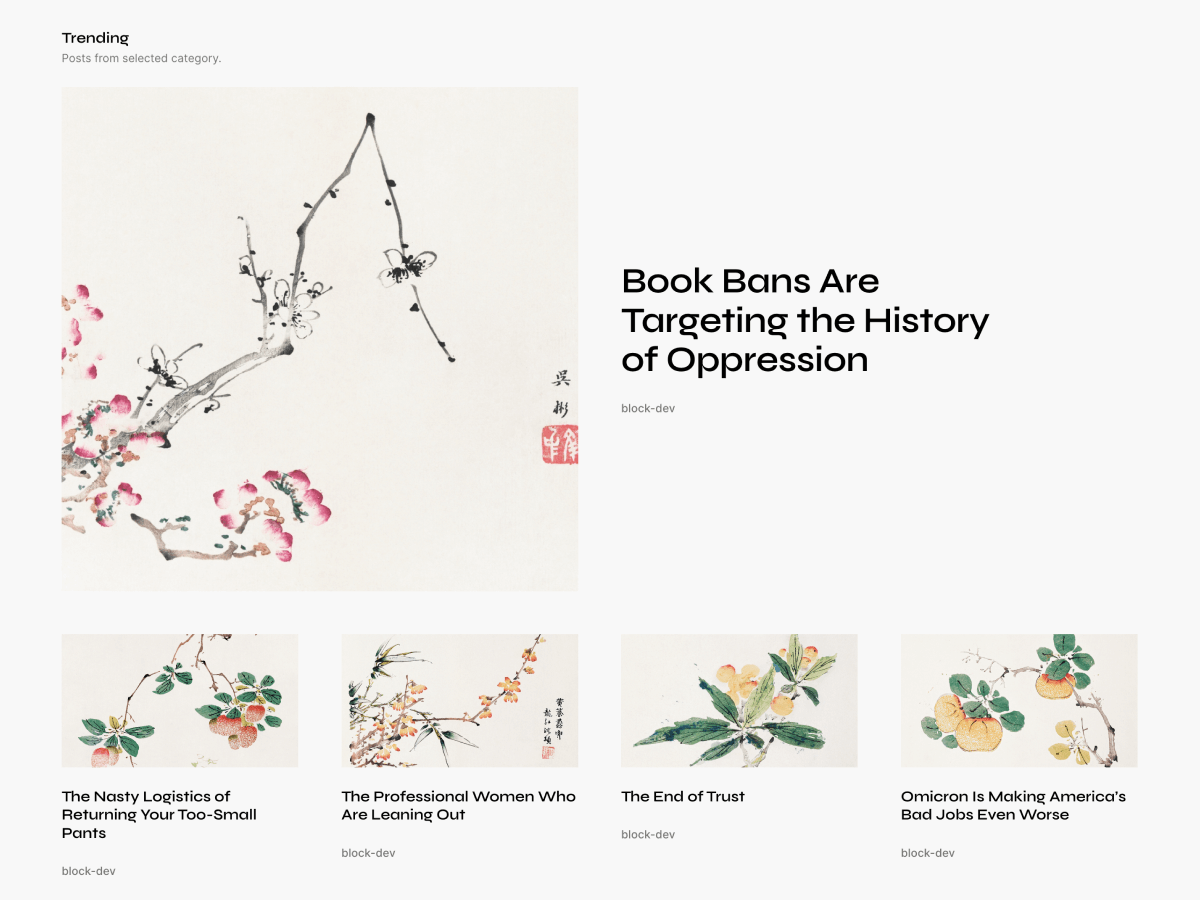 Trending
Posts from selected category.
吳
彬
Book Bans Are
Targeting the History
of Oppression
block-dev
The Nasty Logistics of
Returning Your Too-Small
Pants
block-dev
The Professional Women Who
Are Leaning Out
block-dev
The End of Trust
block-dev
Omicron Is Making America's
Bad Jobs Even Worse
block-dev